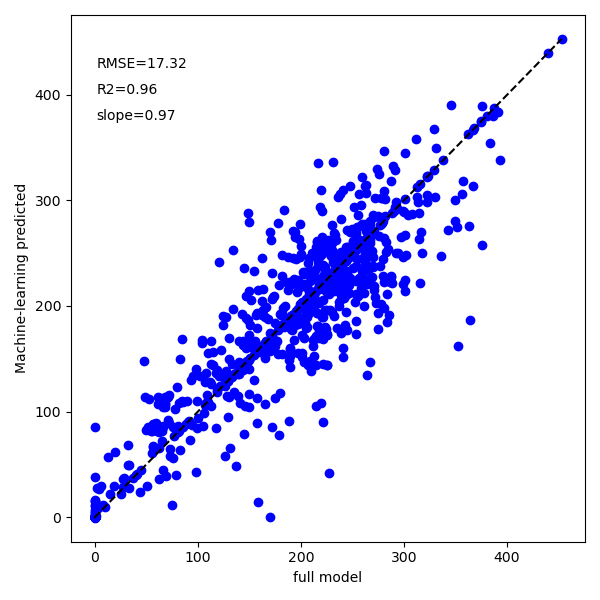 RMSE=17.32
R2=0.96
slope=0.97
Machine-learning predicted
400
300
200
100
0
0 100 200 300 400
full model